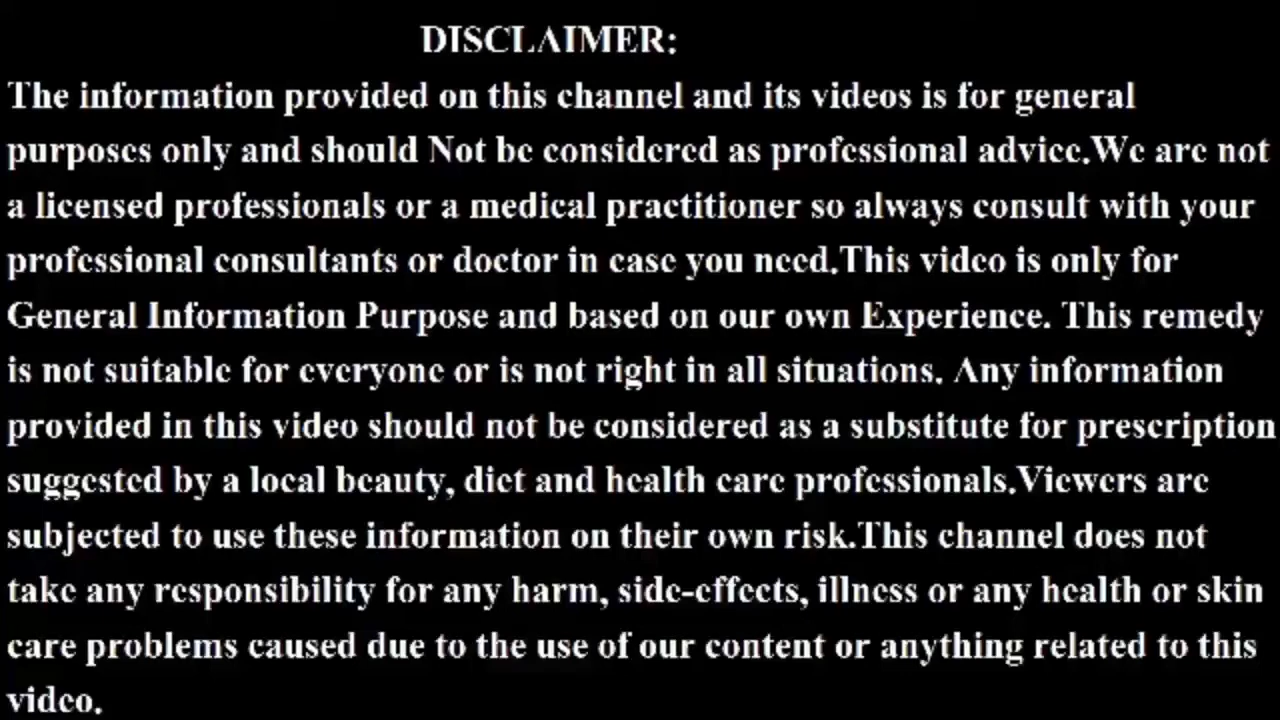 DISCLAIMER:
The information provided on this channel and its videos is for general
purposes only and should Not be considered as professional advice.We are not
a licensed professionals or a medical practitioner so always consult with your
professional consultants or doctor in case you need.This video is only for
General Information Purpose and based on our own Experience. This remedy
is not suitable for everyone or is not right in all situations. Any information
provided in this video should not be considered as a substitute for prescription
suggested by a local beauty, diet and health care professionals.Viewers are
subjected to use these information on their own risk.This channel does not
take any responsibility for any harm, side-effects, illness or any health or skin
care problems caused due to the use of our content or anything related to this
video.